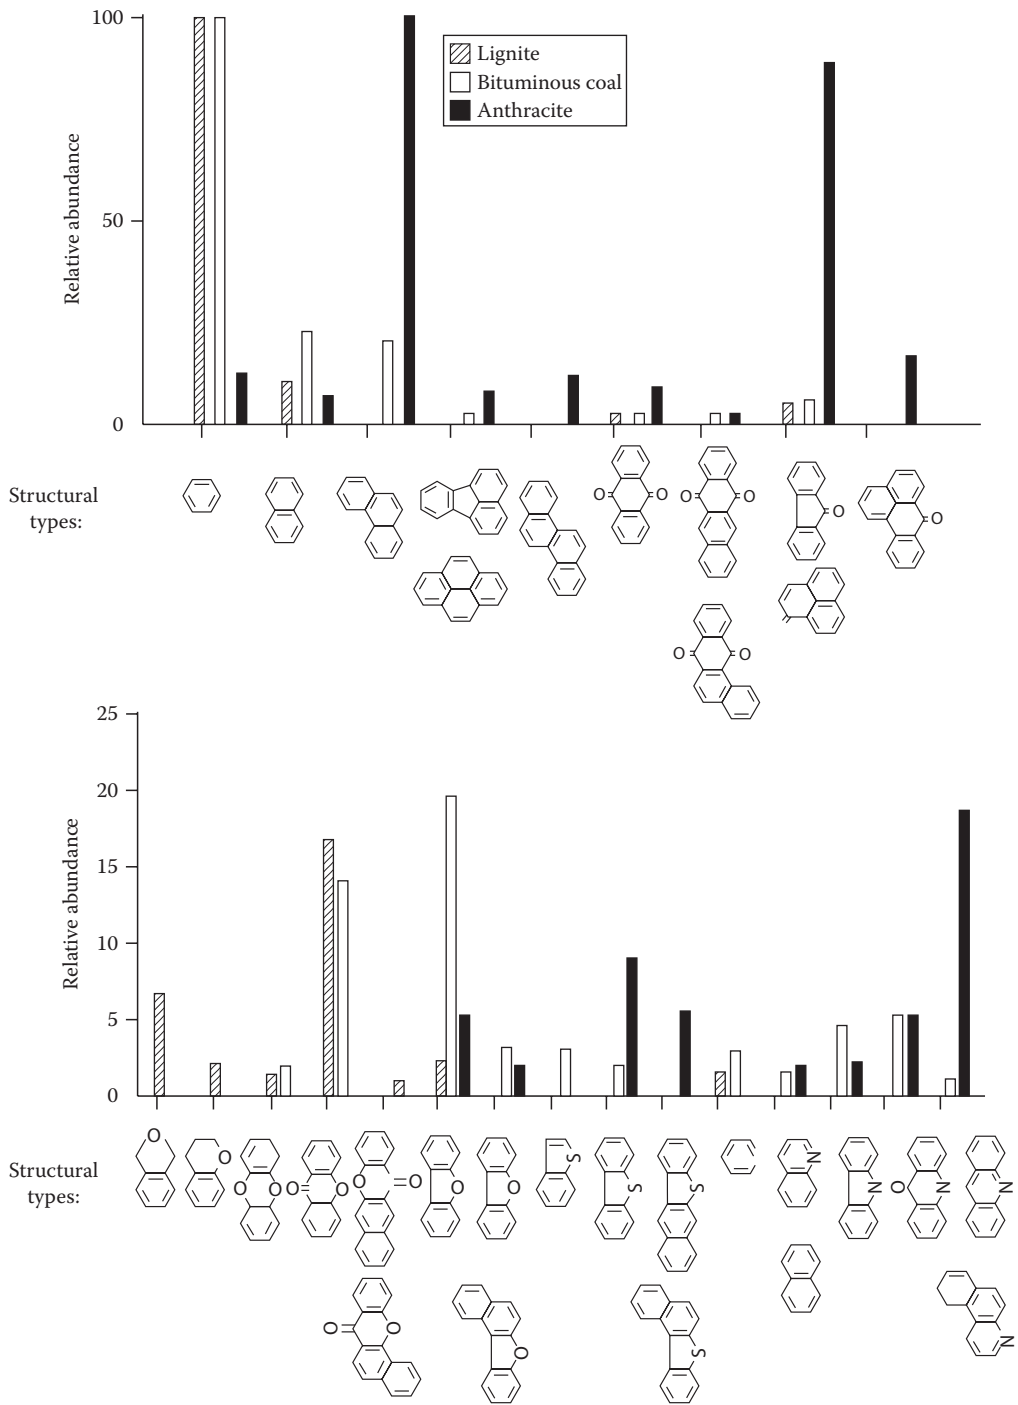 100
50
0
Relative abundance
Lignite
Bituminous coal
Anthracite
Structural
types:
O
O
O
O
O
O
O
O
25
20
15
10
5
0
Relative abundance
Structural
types:
O
O
O
O
O
O
O
O
O
O
S
S
S
N
N
O
N
N
O
O
O
S
N